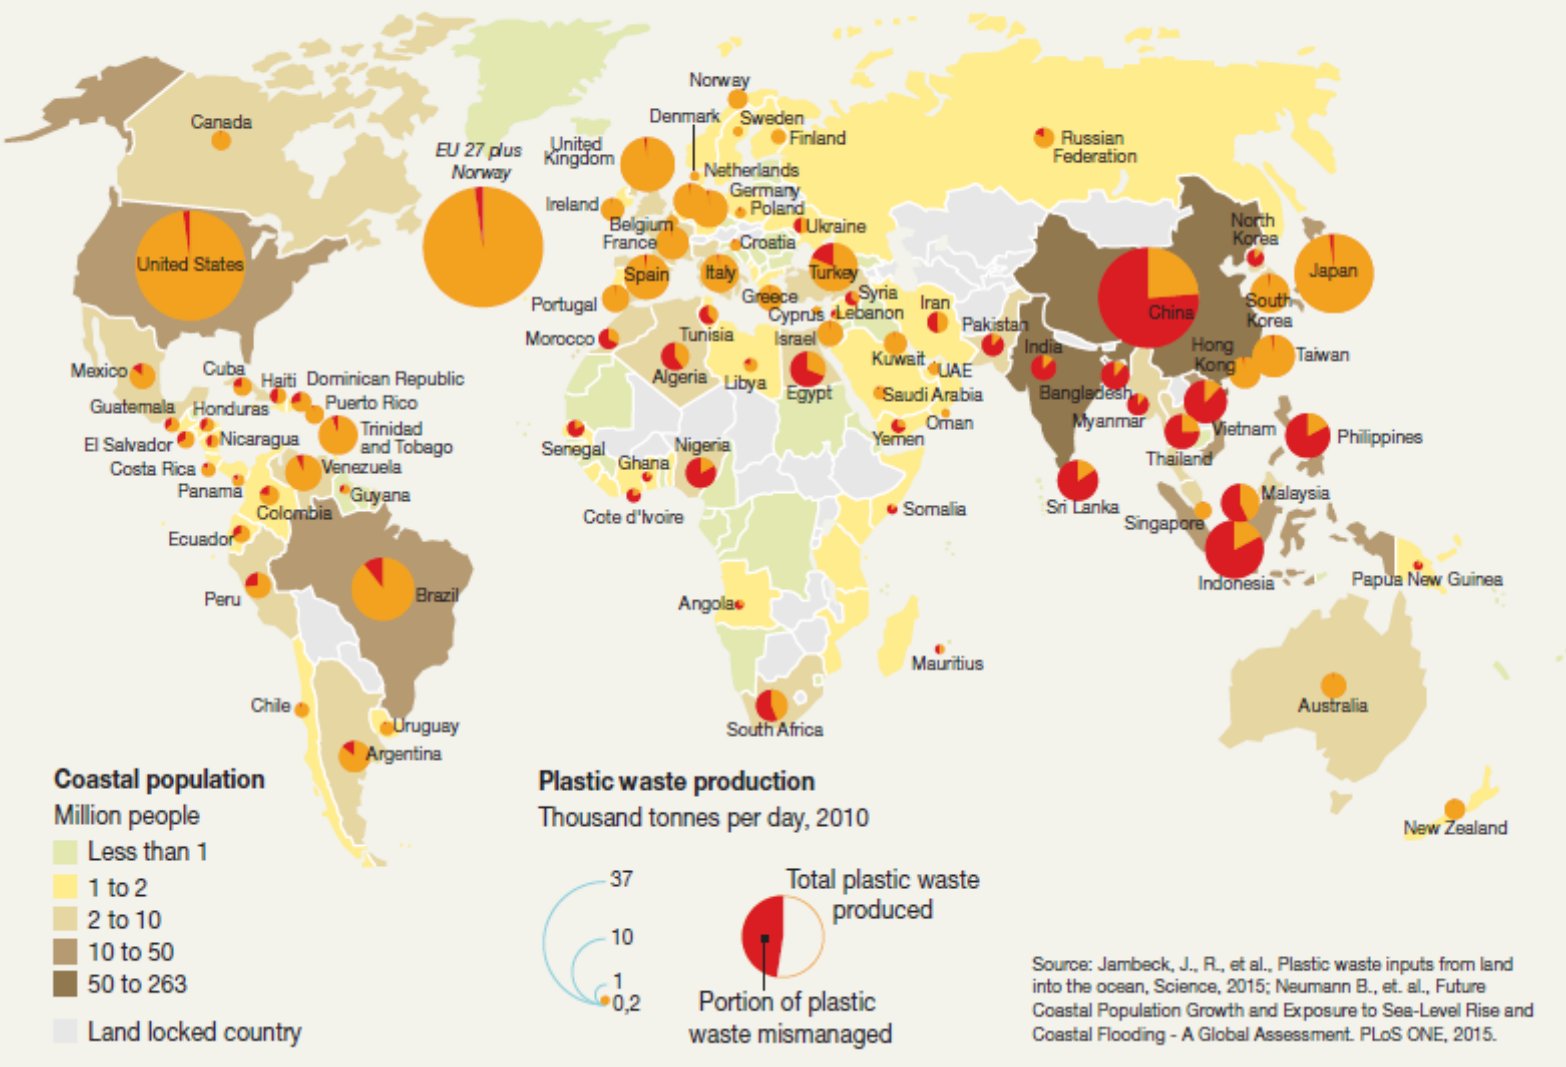 Norway
Denmark
Sweden
Finland
Canada
Russian
Federation
EU 27 plus
Norway
United
Kingdom
Netherlands
Germany
Ireland
Poland
Belgium
Ukraine
France
Croatia
North
Korea
United States
Spain
Italy
Turkey
Japan
Portugal
Greece
Syria
Cyprus
Lebanon
Iran
China
South
Korea
Morocco
Tunisia
Israel
Pakistan
India
Hong
Kong
Taiwan
Mexico
Cuba
Haiti
Dominican Republic
Algeria
Libya
Egypt
Kuwait
UAE
Saudi Arabia
Bangladesh
Guatemala
Honduras
Puerto Rico
Oman
Myanmar
Vietnam
El Salvador
Nicaragua
Trinidad
and Tobago
Senegal
Nigeria
Yemen
Thailand
Philippines
Costa Rica
Venezuela
Ghana
Panama
Guyana
Colombia
Cote d'Ivoire
Somalia
Sri Lanka
Malaysia
Singapore
Ecuador
Indonesia
Papua New Guinea
Peru
Brazil
Angola
Mauritius
Chile
Uruguay
Argentina
South Africa
Australia
New Zealand
Coastal population
Million people
Less than 1
1 to 2
2 to 10
10 to 50
50 to 263
Land locked country
Plastic waste production
Thousand tonnes per day, 2010
37
10
1
0,2
Total plastic waste
produced
Portion of plastic
waste mismanaged
Source: Jambeck, J., R., et al., Plastic waste inputs from land
into the ocean, Science, 2015; Neumann B., et. al., Future
Coastal Population Growth and Exposure to Sea-Level Rise and
Coastal Flooding - A Global Assessment. PLoS ONE, 2015.